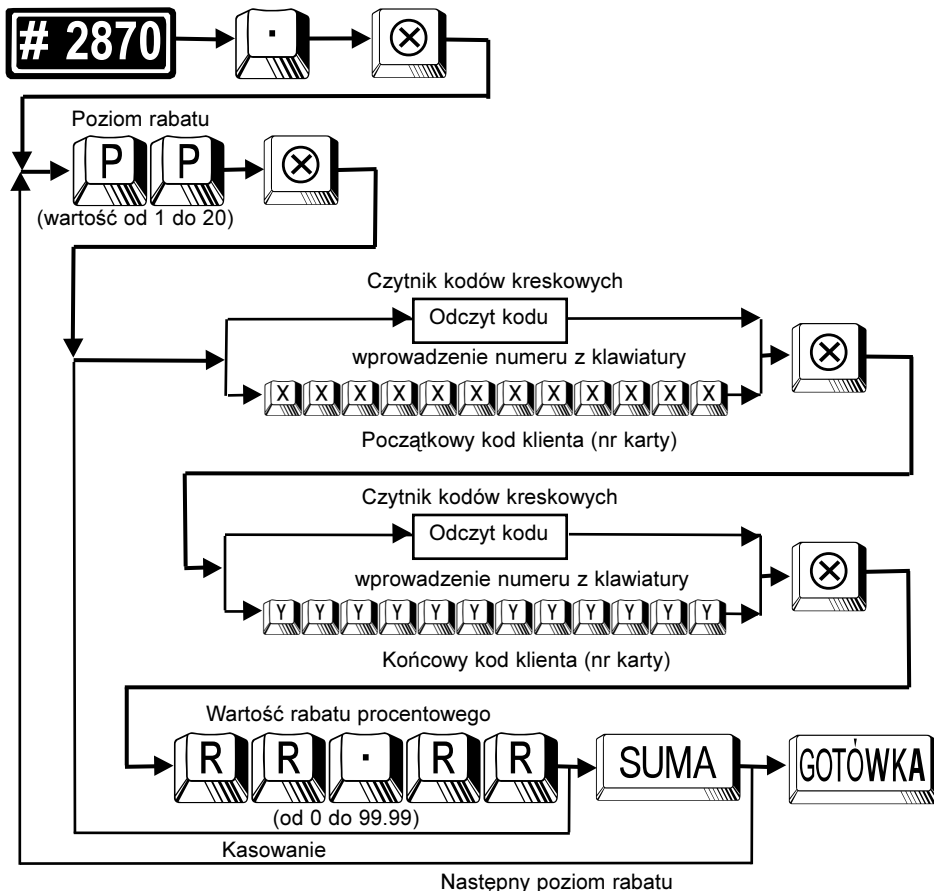 # 2870 . ⊗
Poziom rabatu
P P ⊗
(wartość od 1 do 20)
Czytnik kodów kreskowych
Odczyt kodu
wprowadzenie numeru z klawiatury
X X X X X X X X X X X X
⊗
Początkowy kod klienta (nr karty)
Czytnik kodów kreskowych
Odczyt kodu
wprowadzenie numeru z klawiatury
Y Y Y Y Y Y Y Y Y Y Y Y
⊗
Końcowy kod klienta (nr karty)
Wartość rabatu procentowego
R R . R R SUMA GOTÓWKA
(od 0 do 99.99)
Kasowanie
Następny poziom rabatu